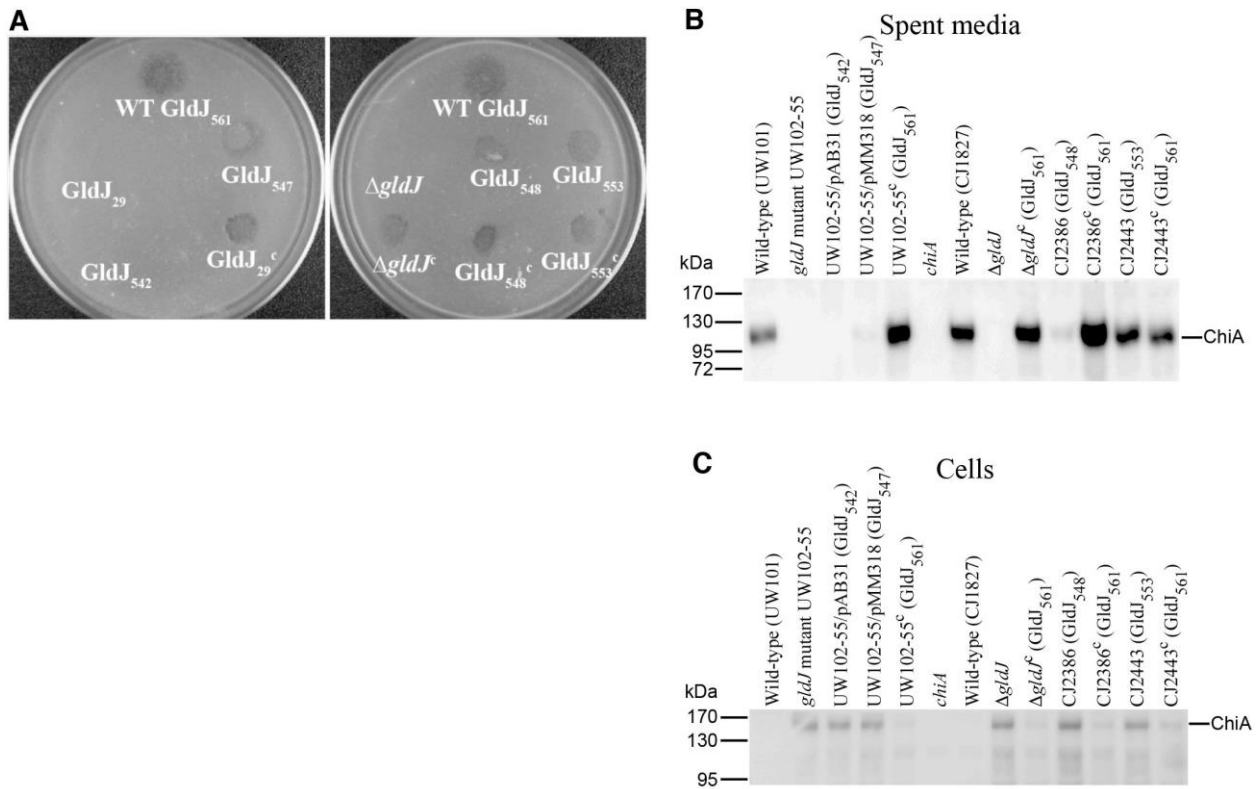 A
WT GldJ561
GldJ547
GldJ29
GldJ29c
GldJ542
WT GldJ561
ΔgldJ
GldJ548
GldJ553
ΔgldJc
GldJ548c
GldJ553c
B
Spent media
Wild-type (UW101)
gldJ mutant UW102-55
UW102-55/pAB31 (GldJ542)
UW102-55/pMM318 (GldJ547)
UW102-55c (GldJ561)
chiA
Wild-type (CJ1827)
ΔgldJ
ΔgldJc (GldJ561)
CJ2386 (GldJ548)
CJ2386c (GldJ561)
CJ2443 (GldJ553)
CJ2443c (GldJ561)
kDa
170
130
95
72
ChiA
C
Cells
Wild-type (UW101)
gldJ mutant UW102-55
UW102-55/pAB31 (GldJ542)
UW102-55/pMM318 (GldJ547)
UW102-55c (GldJ561)
chiA
Wild-type (CJ1827)
ΔgldJ
ΔgldJc (GldJ561)
CJ2386 (GldJ548)
CJ2386c (GldJ561)
CJ2443 (GldJ553)
CJ2443c (GldJ561)
kDa
170
130
95
ChiA